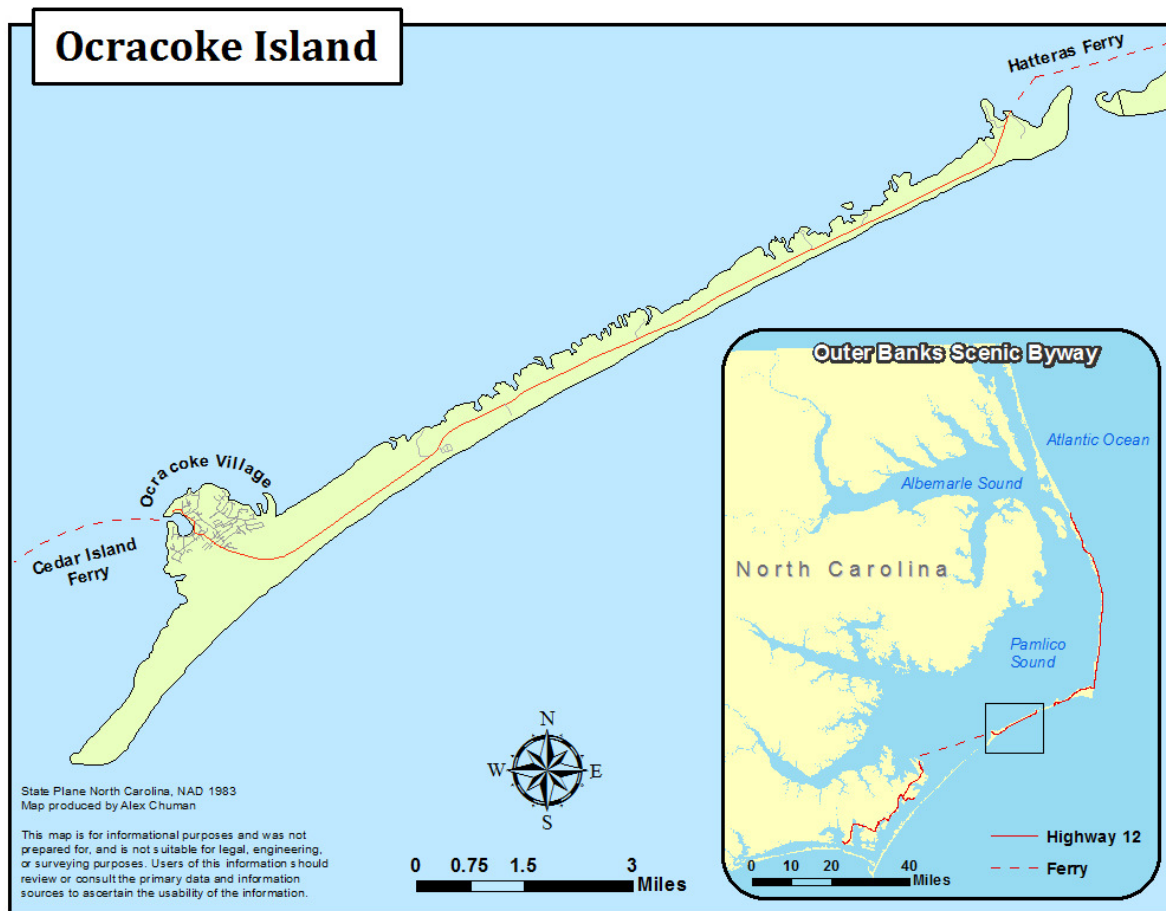 Ocracoke Island
Hatteras Ferry
Ocracoke Village
Cedar Island
Ferry
Outer Banks Scenic Byway
Atlantic Ocean
Albemarle Sound
North Carolina
Pamlico
Sound
Highway 12
Ferry
0 10 20 40
Miles
N
W E
S
0 0.75 1.5 3
Miles
State Plane North Carolina, NAD 1983
Map produced by Alex Chuman
This map is for informational purposes and was not
prepared for, and is not suitable for legal, engineering,
or surveying purposes. Users of this information should
review or consult the primary data and information
sources to ascertain the usability of the information.